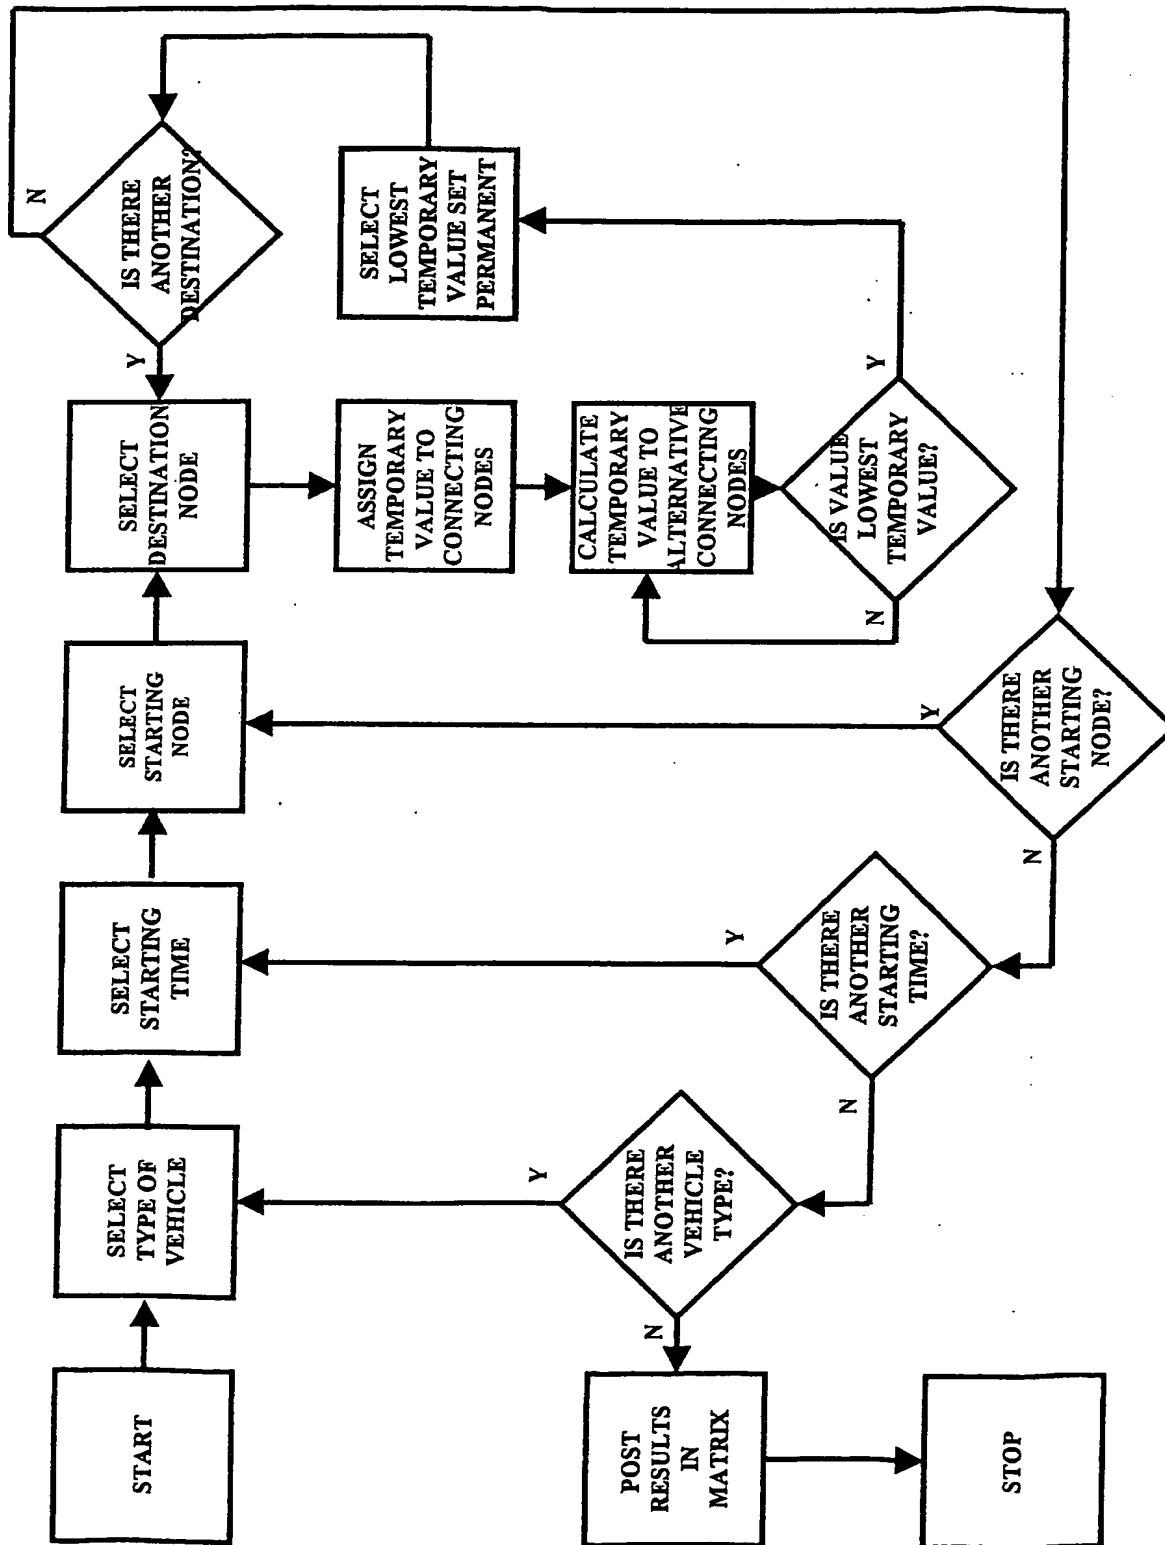 START
SELECT
TYPE OF
VEHICLE
SELECT
STARTING
TIME
SELECT
STARTING
NODE
SELECT
DESTINATION
NODE
Y
IS THERE
ANOTHER
DESTINATION?
N
ASSIGN
TEMPORARY
VALUE TO
CONNECTING
NODES
SELECT
LOWEST
TEMPORARY
VALUE SET
PERMANENT
CALCULATE
TEMPORARY
VALUE TO
ALTERNATIVE
CONNECTING
NODES
IS VALUE
LOWEST
TEMPORARY
VALUE?
N
Y
IS THERE
ANOTHER
STARTING
NODE?
Y
N
IS THERE
ANOTHER
STARTING
TIME?
Y
N
IS THERE
ANOTHER
VEHICLE
TYPE?
Y
N
POST
RESULTS
IN
MATRIX
STOP